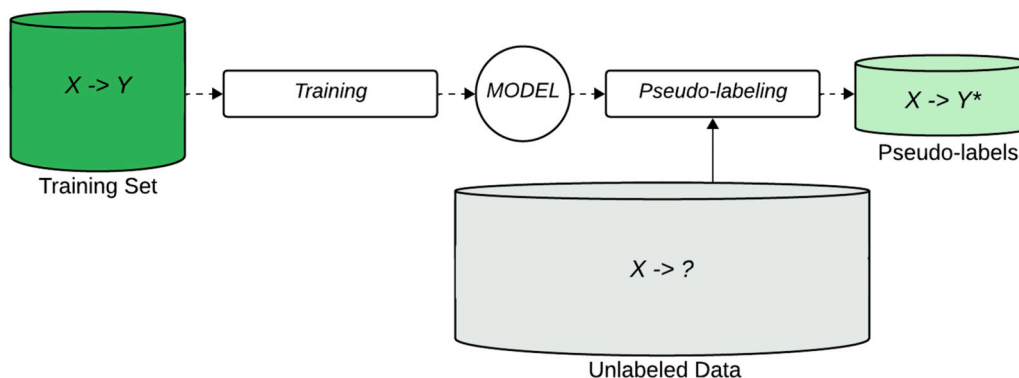 X -> Y
Training
MODEL
Pseudo-labeling
X -> Y*
Training Set
Pseudo-labels
X -> ?
Unlabeled Data